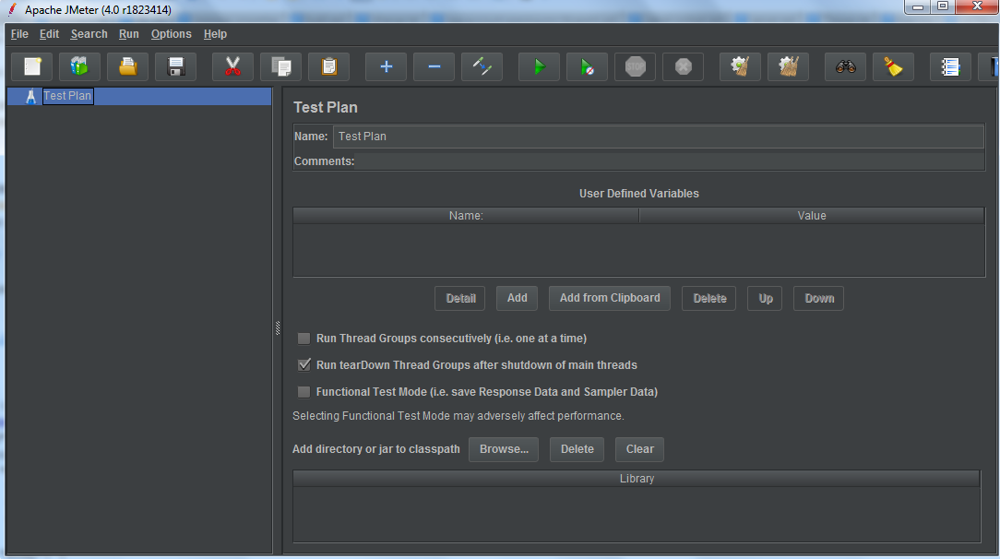 Apache JMeter (4.0 r1823414)
File Edit Search Run Options Help
STOP
Test Plan
Test Plan
Name: Test Plan
Comments:
User Defined Variables
Name: Value
Detail Add Add from Clipboard Delete Up Down
Run Thread Groups consecutively (i.e. one at a time)
Run tearDown Thread Groups after shutdown of main threads
Functional Test Mode (i.e. save Response Data and Sampler Data)
Selecting Functional Test Mode may adversely affect performance.
Add directory or jar to classpath Browse... Delete Clear
Library